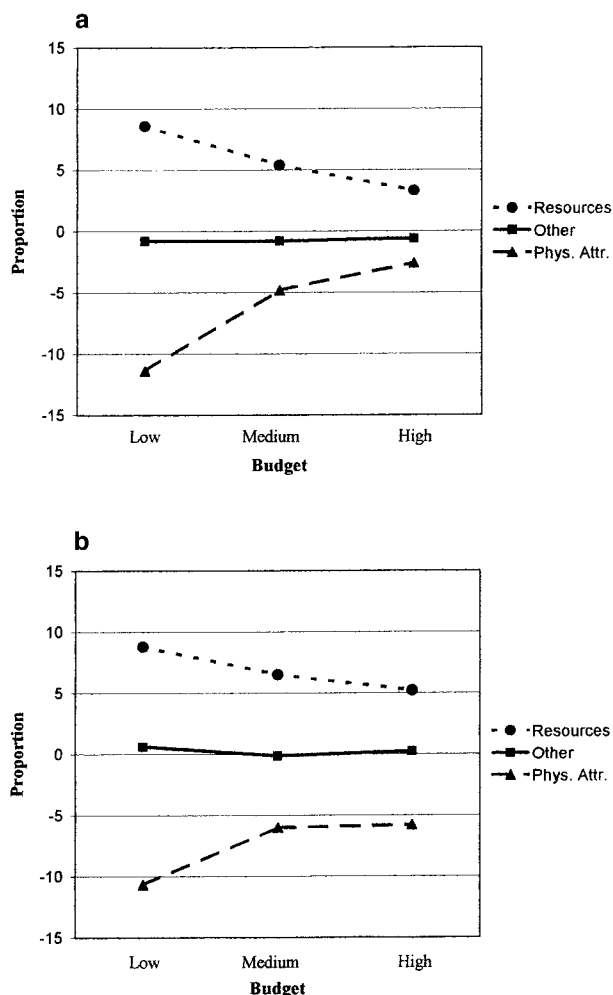 a
15
10
5
0
-5
-10
-15
Proportion
Low Medium High
Budget
Resources
Other
Phys. Attr.
b
15
10
5
0
-5
-10
-15
Proportion
Low Medium High
Budget
Resources
Other
Phys. Attr.